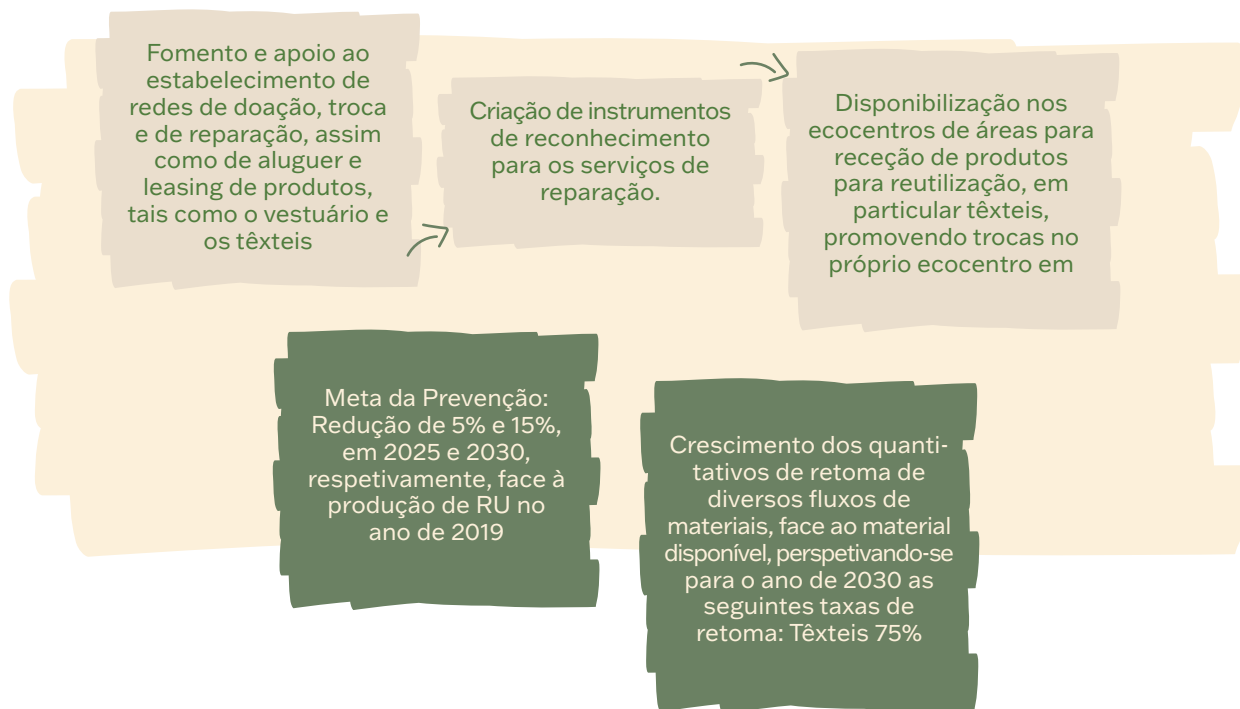 Fomento e apoio ao
estabelecimento de
redes de doação, troca
e de reparação, assim
como de aluguer e
leasing de produtos,
tais como o vestuário e
os têxteis
Criação de instrumentos
de reconhecimento
para os serviços de
reparação.
Disponibilização nos
ecocentros de áreas para
receção de produtos
para reutilização, em
particular têxteis,
promovendo trocas no
próprio ecocentro em
Meta da Prevenção:
Redução de 5% e 15%,
em 2025 e 2030,
respetivamente, face à
produção de RU no
ano de 2019
Crescimento dos quanti-
tativos de retoma de
diversos fluxos de
materiais, face ao material
disponível, perspetivando-se
para o ano de 2030 as
seguintes taxas de
retoma: Têxteis 75%